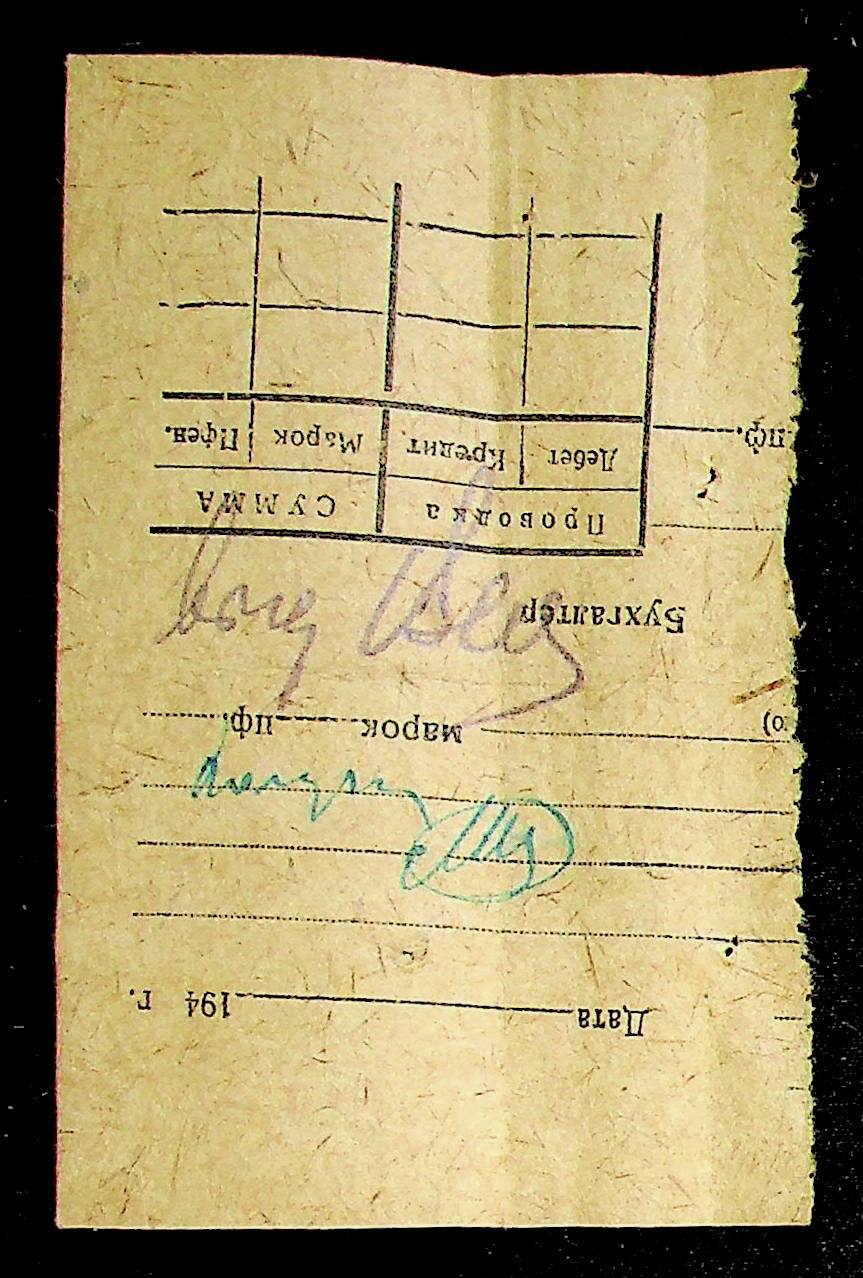 Дата 194 г.
о) марок пф.
Бухгалтер
Проводка СУММА
пф. Дебет Кредит Марок Пфен.